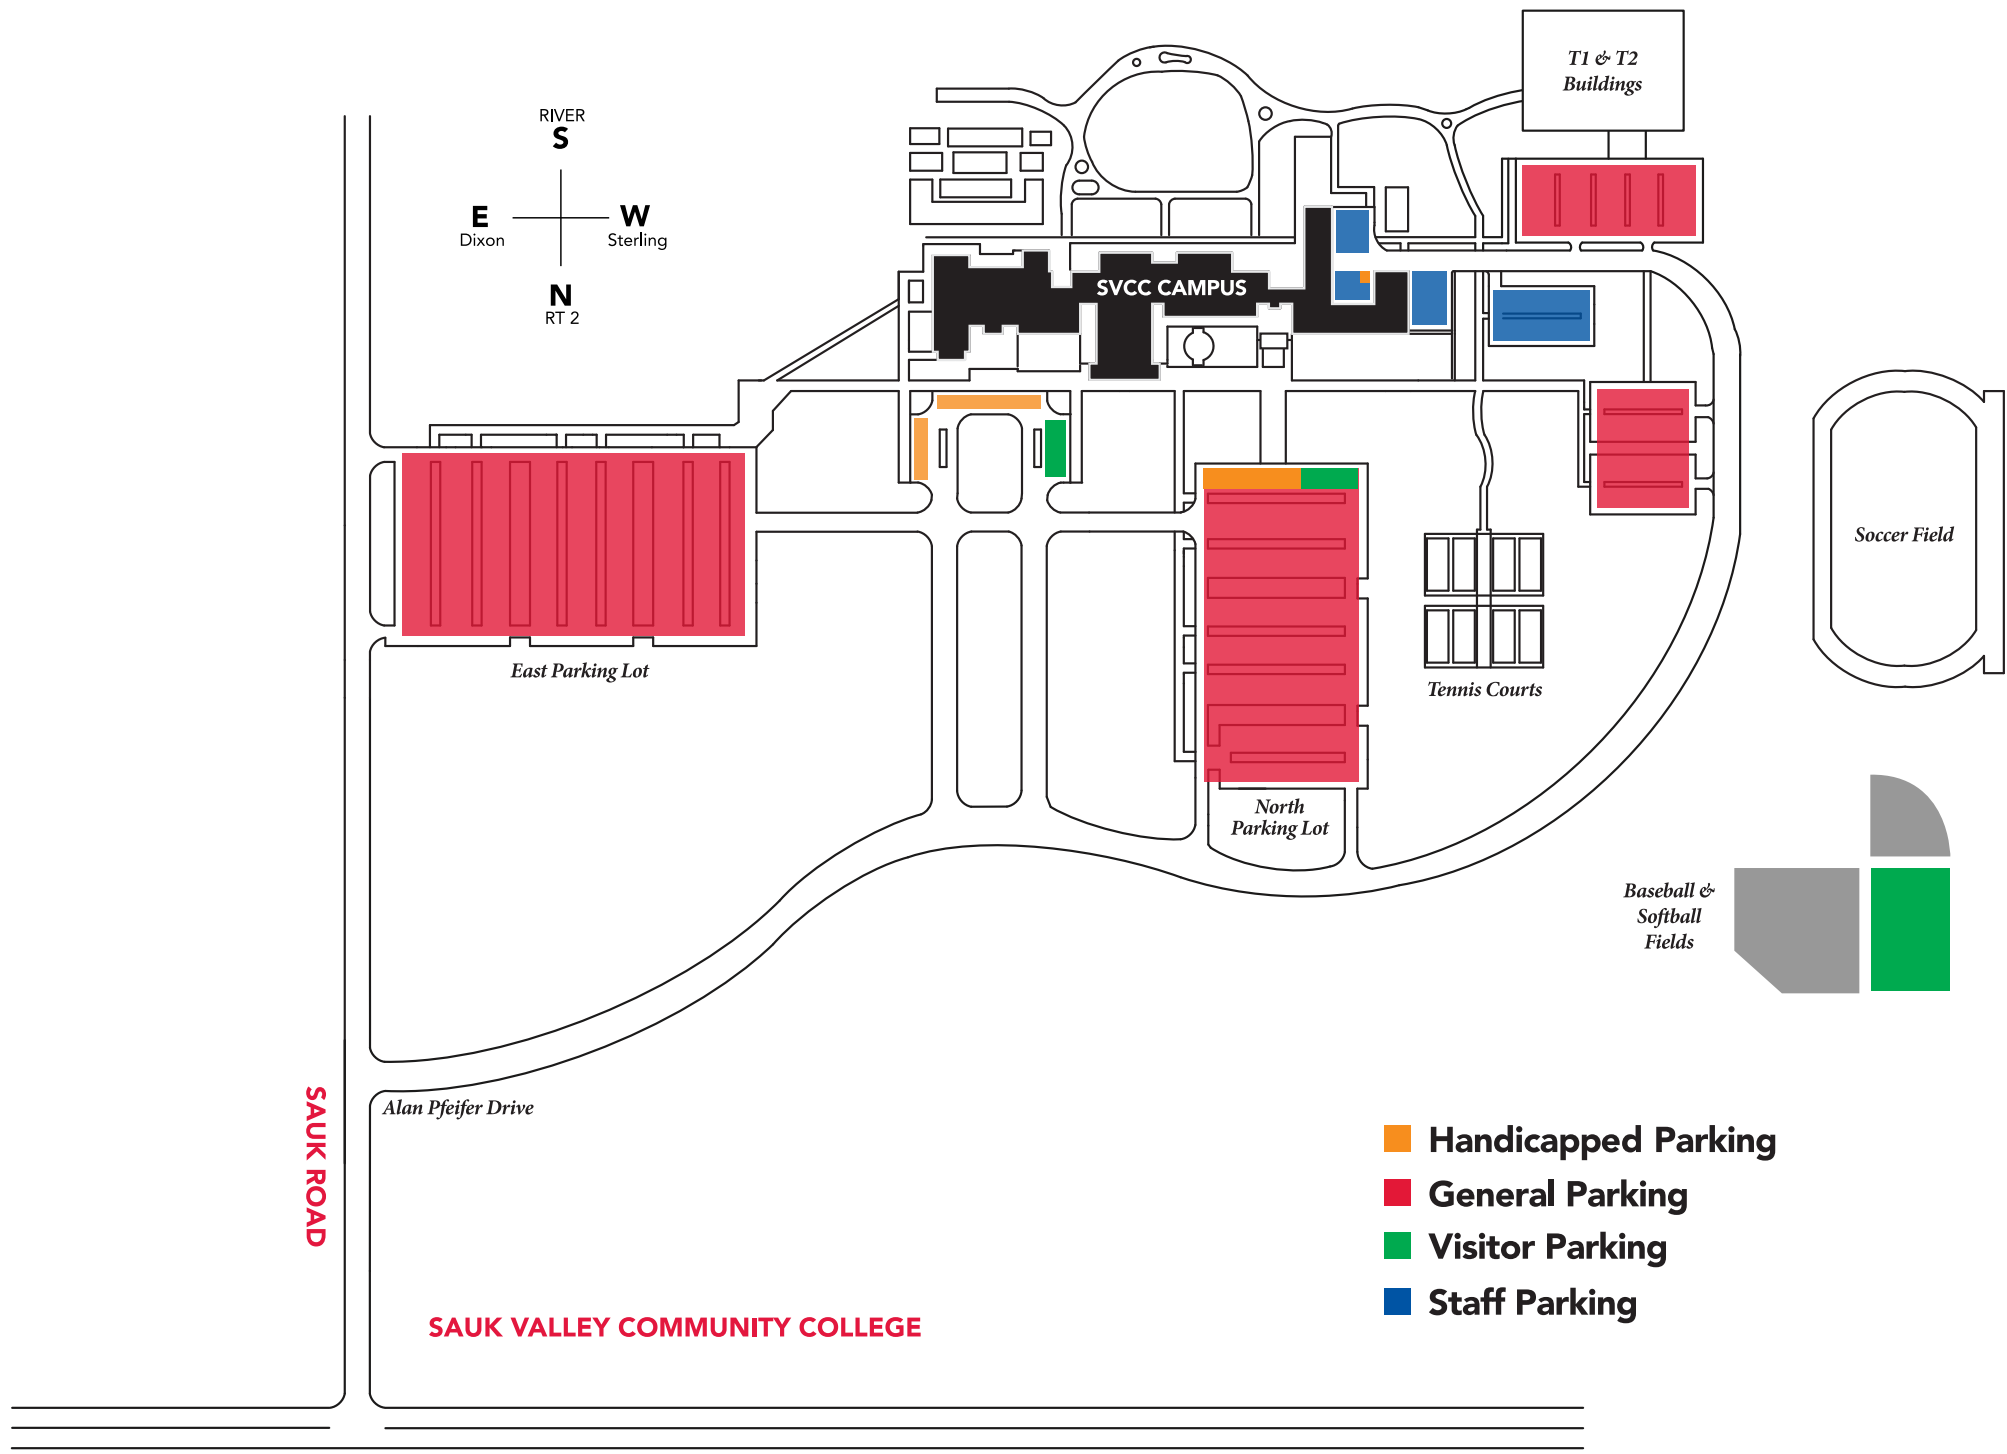 T1 & T2
Buildings
RIVER
S
E
Dixon
W
Sterling
N
RT 2
SVCC CAMPUS
East Parking Lot
Soccer Field
Tennis Courts
North
Parking Lot
Baseball &
Softball
Fields
SAUK ROAD
Alan Pfeifer Drive
Handicapped Parking
General Parking
Visitor Parking
Staff Parking
SAUK VALLEY COMMUNITY COLLEGE